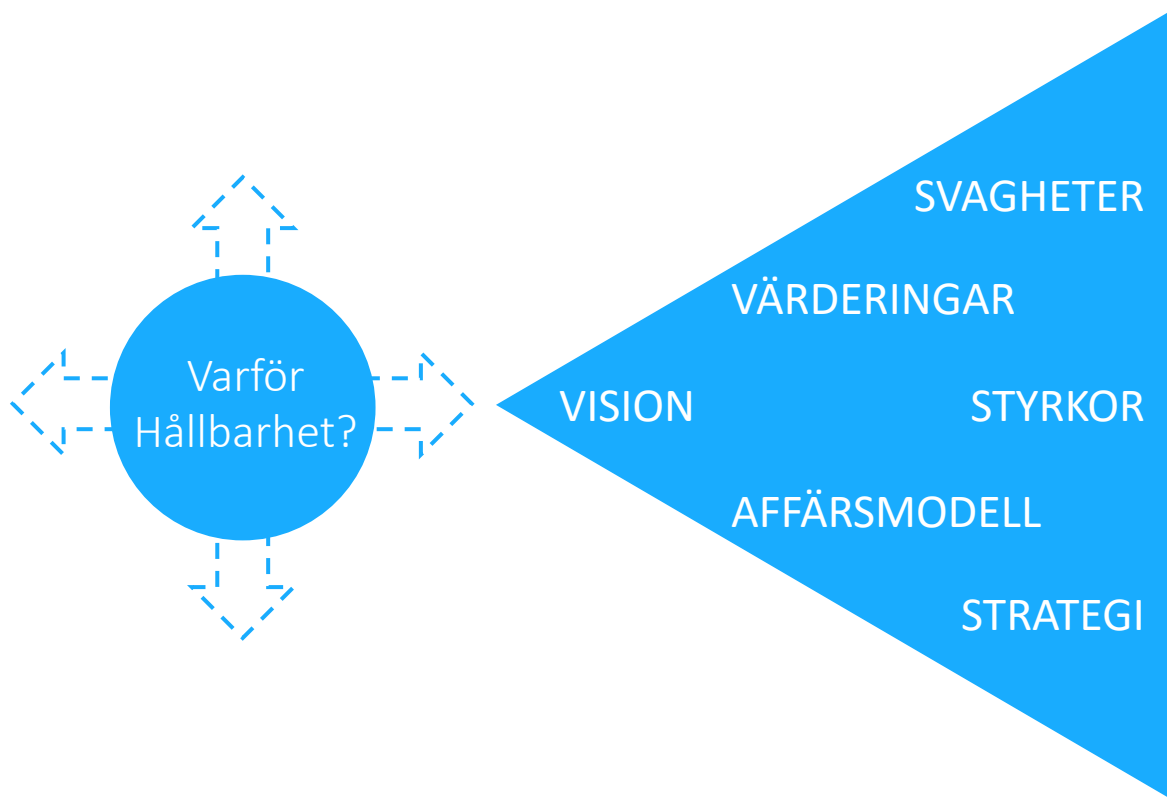 Varför
Hållbarhet?
SVAGHETER
VÄRDERINGAR
VISION
STYRKOR
AFFÄRSMODELL
STRATEGI